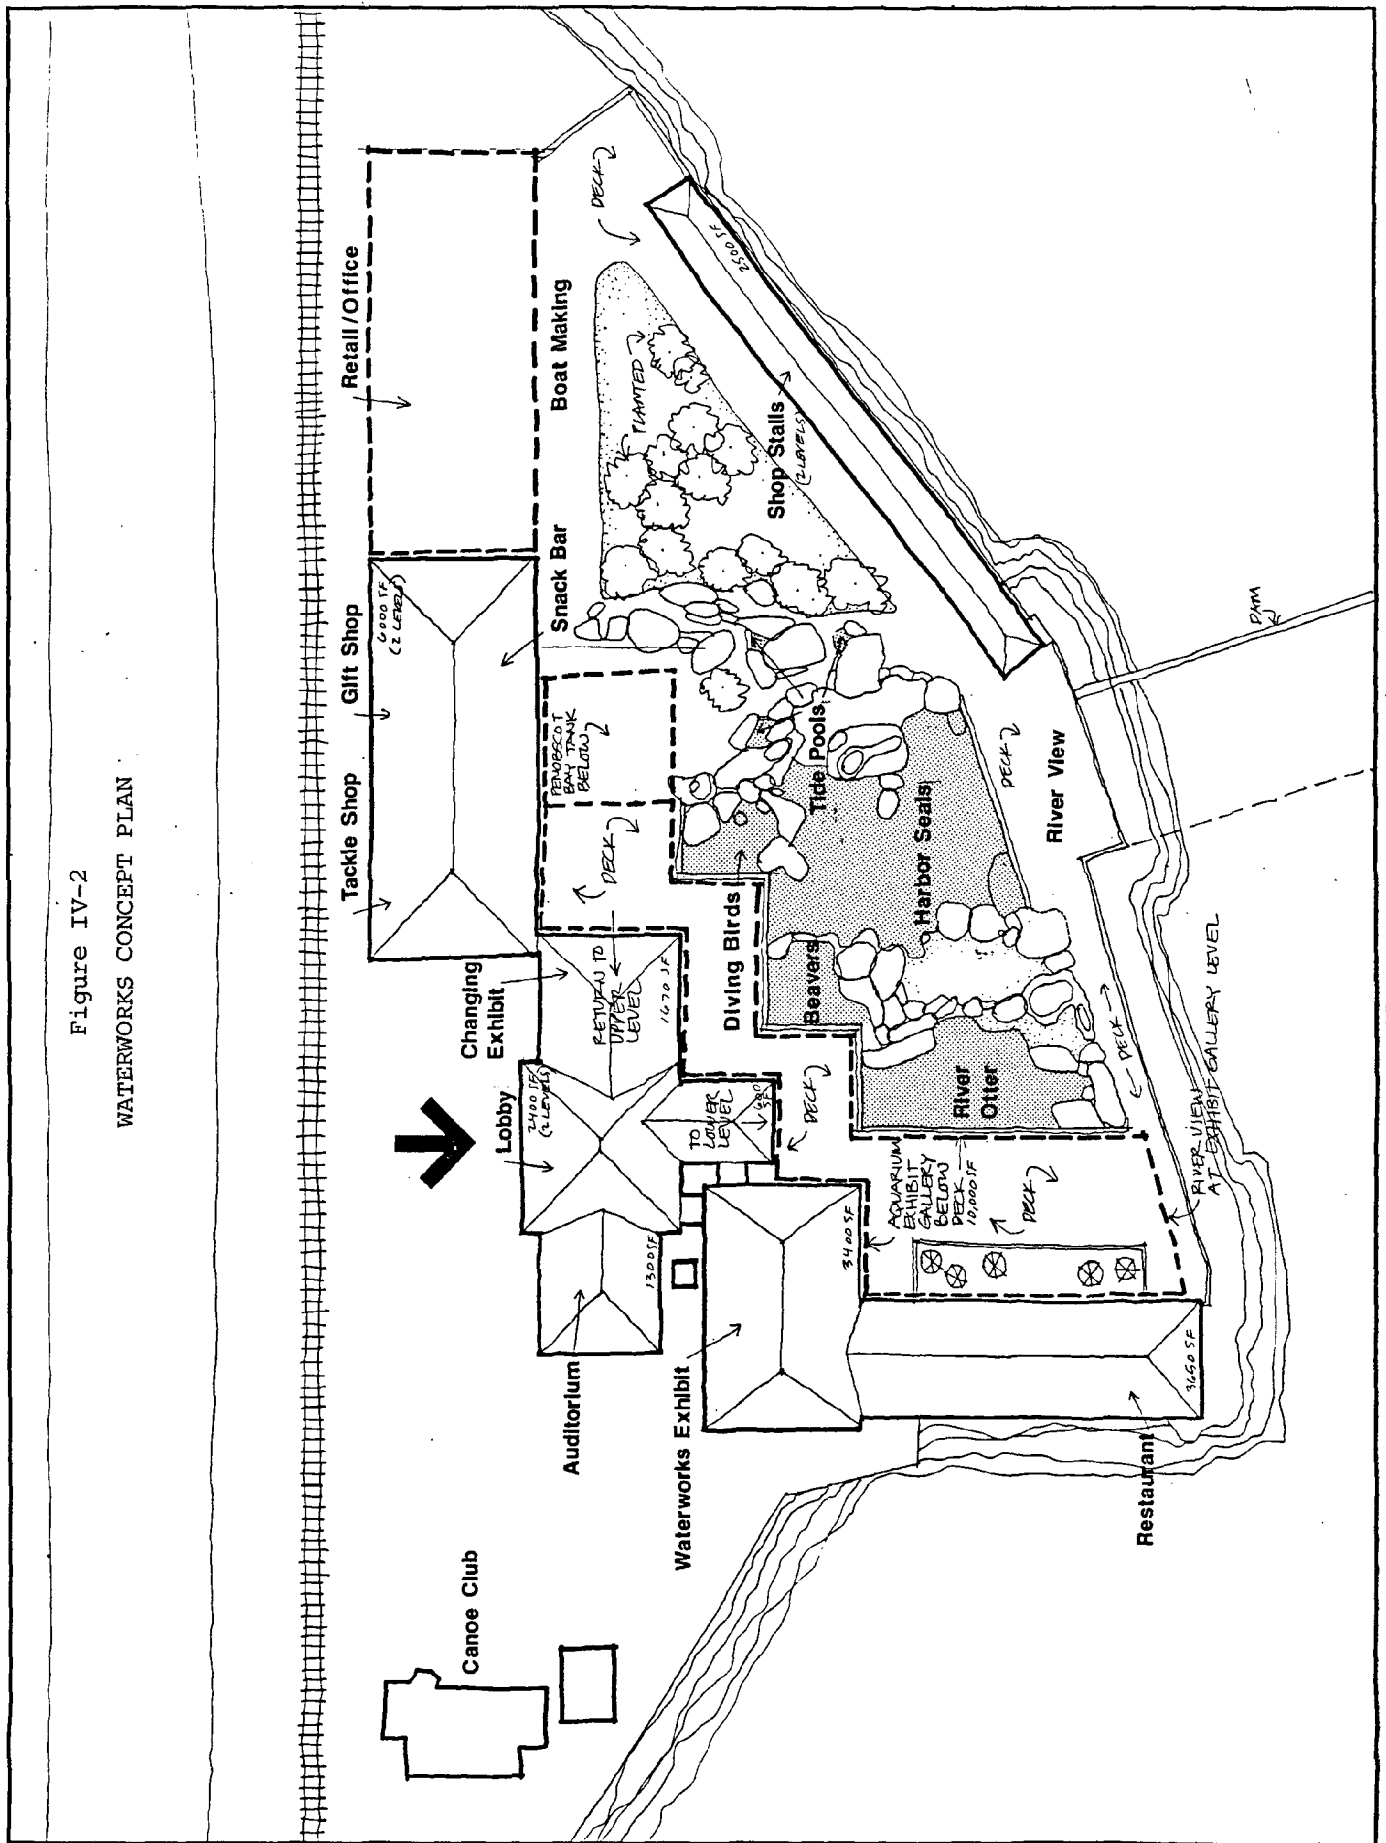 Figure IV-2
WATERWORKS CONCEPT PLAN
Canoe Club
Auditorium
1300 SF
Lobby
2400 SF
(2 LEVELS)
Changing
Exhibit
RETURN TO
UPPER
LEVEL
1670 SF
TO
LOWER
LEVEL
600
SF
Tackle Shop
Gift Shop
6000 SF
(2 LEVELS)
Snack Bar
Retail/Office
Boat Making
PENOBSCOT
BAY TANK
BELOW
DECK
DECK
PLANTED
Shop Stalls
(2 LEVELS)
2500 SF
Waterworks Exhibit
3400 SF
DECK
Diving Birds
Beavers
Tide Pools
Harbor Seals
River
Otter
AQUARIUM
EXHIBIT
GALLERY
BELOW
DECK
10,000 SF
DECK
DECK
DECK
River View
DAM
RIVER VIEW
AT EXHIBIT GALLERY LEVEL
Restaurant
3650 SF